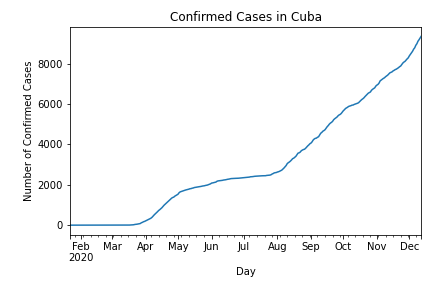 Confirmed Cases in Cuba
Number of Confirmed Cases
8000
6000
4000
2000
0
Feb Mar Apr May Jun Jul Aug Sep Oct Nov Dec
2020
Day